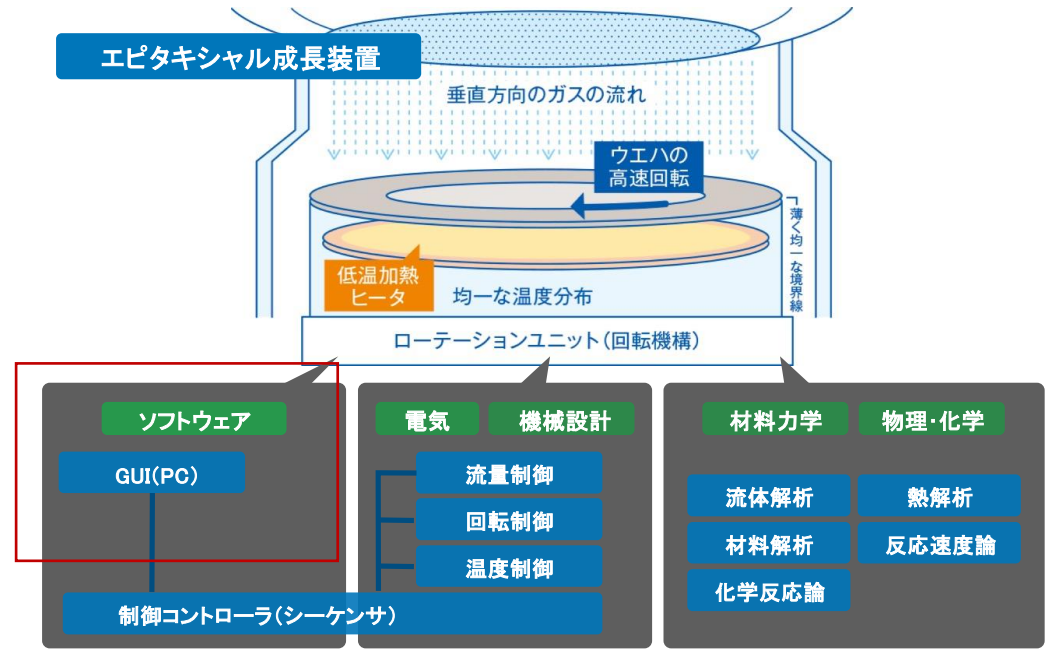 エピタキシャル成長装置
垂直方向のガスの流れ
ウエハの
高速回転
薄く均一な境界線
低温加熱
ヒータ
均一な温度分布
ローテーションユニット(回転機構)
ソフトウェア
GUI(PC)
電気
機械設計
流量制御
回転制御
温度制御
制御コントローラ(シーケンサ)
材料力学
物理・化学
流体解析
熱解析
材料解析
反応速度論
化学反応論